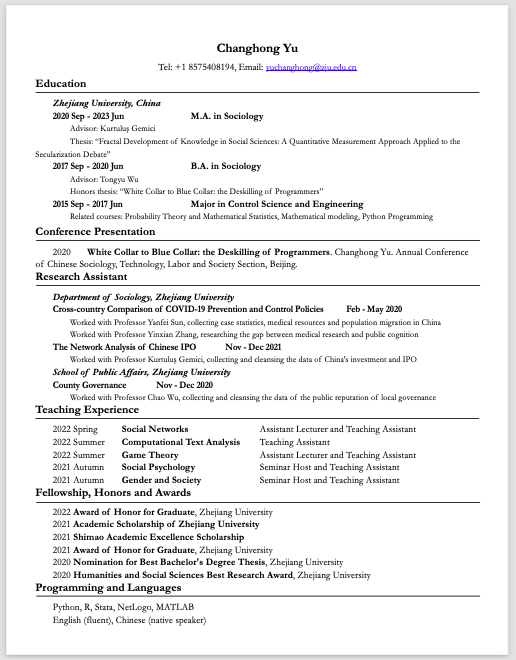 Changhong Yu
Tel: +1 8575408194, Email: yuchanghong@zju.edu.cn
Education
Zhejiang University, China
2020 Sep - 2023 Jun M.A. in Sociology
Advisor: Kurtuluş Gemici
Thesis: “Fractal Development of Knowledge in Social Sciences: A Quantitative Measurement Approach Applied to the
Secularization Debate”
2017 Sep - 2020 Jun B.A. in Sociology
Advisor: Tongyu Wu
Honors thesis: “White Collar to Blue Collar: the Deskilling of Programmers”
2015 Sep - 2017 Jun Major in Control Science and Engineering
Related courses: Probability Theory and Mathematical Statistics, Mathematical modeling, Python Programming
Conference Presentation
2020 White Collar to Blue Collar: the Deskilling of Programmers. Changhong Yu. Annual Conference
of Chinese Sociology, Technology, Labor and Society Section, Beijing.
Research Assistant
Department of Sociology, Zhejiang University
Cross-country Comparison of COVID-19 Prevention and Control Policies Feb - May 2020
Worked with Professor Yanfei Sun, collecting case statistics, medical resources and population migration in China
Worked with Professor Yinxian Zhang, researching the gap between medical research and public cognition
The Network Analysis of Chinese IPO Nov - Dec 2021
Worked with Professor Kurtuluş Gemici, collecting and cleansing the data of China's investment and IPO
School of Public Affairs, Zhejiang University
County Governance Nov - Dec 2020
Worked with Professor Chao Wu, collecting and cleansing the data of the public reputation of local governance
Teaching Experience
2022 Spring Social Networks Assistant Lecturer and Teaching Assistant
2022 Summer Computational Text Analysis Teaching Assistant
2022 Summer Game Theory Assistant Lecturer and Teaching Assistant
2021 Autumn Social Psychology Seminar Host and Teaching Assistant
2021 Autumn Gender and Society Seminar Host and Teaching Assistant
Fellowship, Honors and Awards
2022 Award of Honor for Graduate, Zhejiang University
2021 Academic Scholarship of Zhejiang University
2021 Shimao Academic Excellence Scholarship
2021 Award of Honor for Graduate, Zhejiang University
2020 Nomination for Best Bachelor's Degree Thesis, Zhejiang University
2020 Humanities and Social Sciences Best Research Award, Zhejiang University
Programming and Languages
Python, R, Stata, NetLogo, MATLAB
English (fluent), Chinese (native speaker)